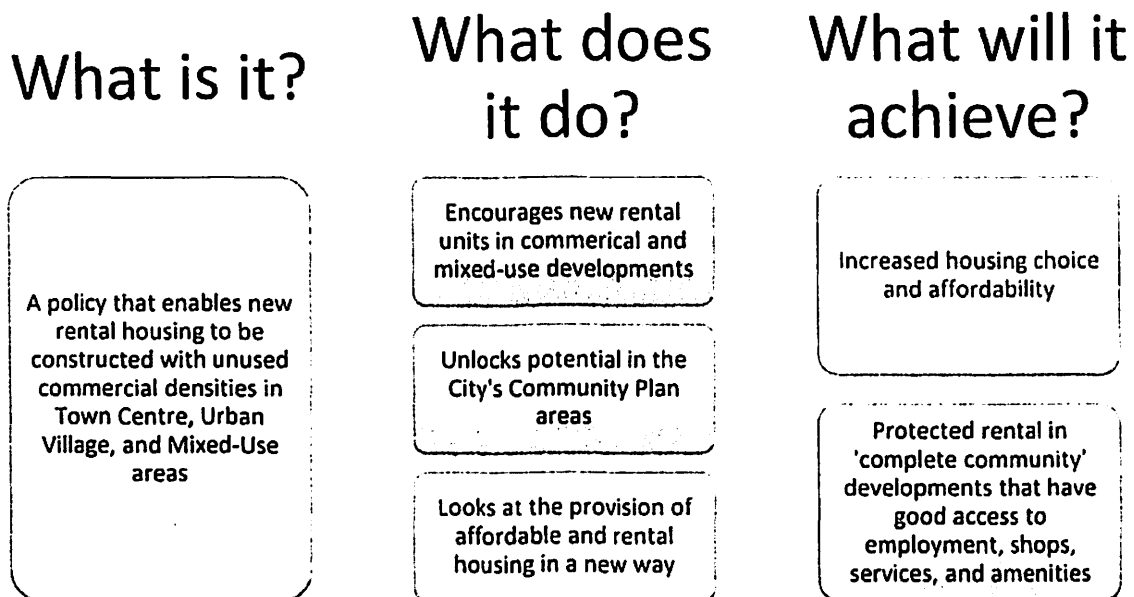 What is it?
A policy that enables new
rental housing to be
constructed with unused
commercial densities in
Town Centre, Urban
Village, and Mixed-Use
areas
What does
it do?
Encourages new rental
units in commerical and
mixed-use developments
Unlocks potential in the
City's Community Plan
areas
Looks at the provision of
affordable and rental
housing in a new way
What will it
achieve?
Increased housing choice
and affordability
Protected rental in
'complete community'
developments that have
good access to
employment, shops,
services, and amenities